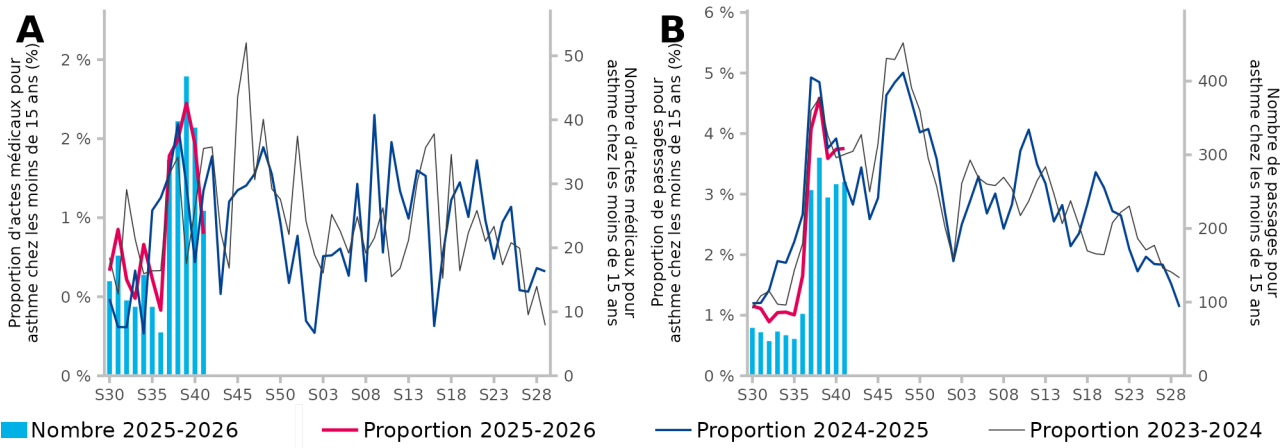 A
Proportion d'actes médicaux pour
asthme chez les moins de 15 ans (%)
2 %
2 %
1 %
0 %
0 %
50
40
30
20
10
0
Nombre d'actes médicaux pour
asthme chez les moins de 15 ans
S30
S35
S40
S45
S50
S03
S08
S13
S18
S23
S28
B
Proportion de passages pour
asthme chez les moins de 15 ans (%)
6 %
5 %
4 %
3 %
2 %
1 %
0 %
400
300
200
100
0
Nombre de passages pour
asthme chez les moins de 15 ans
S30
S35
S40
S45
S50
S03
S08
S13
S18
S23
S28
Nombre 2025-2026
Proportion 2025-2026
Proportion 2024-2025
Proportion 2023-2024